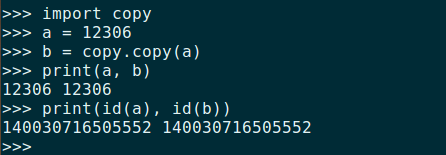 >>> import copy
>>> a = 12306
>>> b = copy.copy(a)
>>> print(a, b)
12306 12306
>>> print(id(a), id(b))
140030716505552 140030716505552
>>>